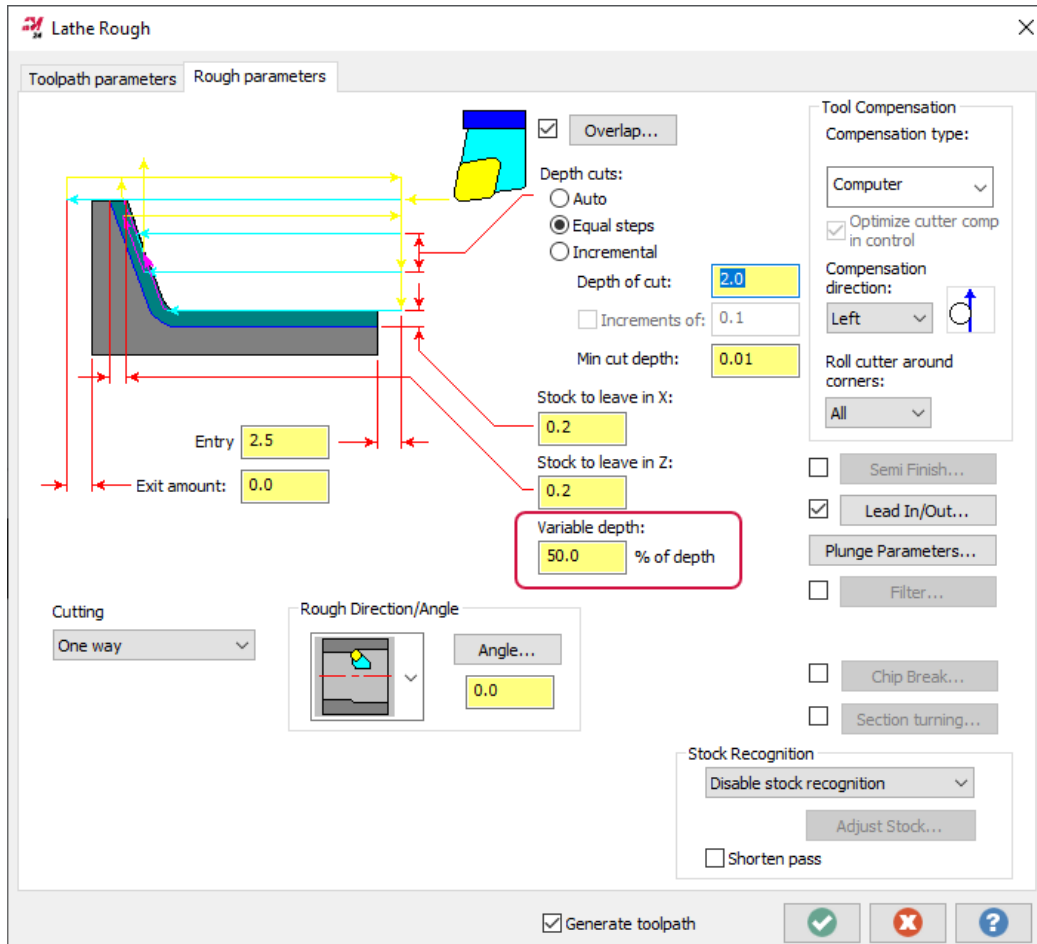 24
Lathe Rough
Toolpath parameters
Rough parameters
Overlap...
Depth cuts:
Auto
Equal steps
Incremental
Depth of cut:
2.0
Increments of:
0.1
Min cut depth:
0.01
Stock to leave in X:
0.2
Stock to leave in Z:
0.2
Variable depth:
50.0
% of depth
Entry
2.5
Exit amount:
0.0
Tool Compensation
Compensation type:
Computer
Optimize cutter comp
in control
Compensation
direction:
Left
Roll cutter around
corners:
All
Semi Finish...
Lead In/Out...
Plunge Parameters...
Filter...
Cutting
One way
Rough Direction/Angle
Angle...
0.0
Chip Break...
Section turning...
Stock Recognition
Disable stock recognition
Adjust Stock...
Shorten pass
Generate toolpath
?